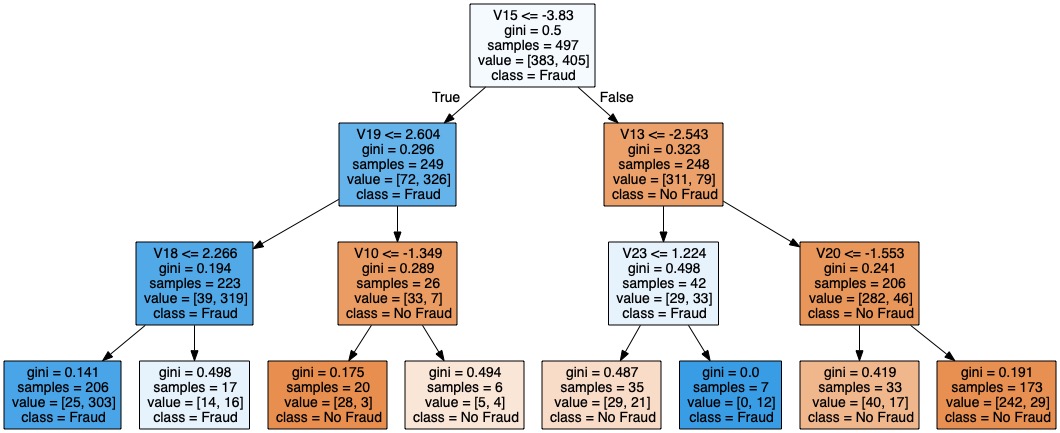 V15 <= -3.83
gini = 0.5
samples = 497
value = [383, 405]
class = Fraud
True
False
V19 <= 2.604
gini = 0.296
samples = 249
value = [72, 326]
class = Fraud
V13 <= -2.543
gini = 0.323
samples = 248
value = [311, 79]
class = No Fraud
V18 <= 2.266
gini = 0.194
samples = 223
value = [39, 319]
class = Fraud
V10 <= -1.349
gini = 0.289
samples = 26
value = [33, 7]
class = No Fraud
V23 <= 1.224
gini = 0.498
samples = 42
value = [29, 33]
class = Fraud
V20 <= -1.553
gini = 0.241
samples = 206
value = [282, 46]
class = No Fraud
gini = 0.141
samples = 206
value = [25, 303]
class = Fraud
gini = 0.498
samples = 17
value = [14, 16]
class = Fraud
gini = 0.175
samples = 20
value = [28, 3]
class = No Fraud
gini = 0.494
samples = 6
value = [5, 4]
class = No Fraud
gini = 0.487
samples = 35
value = [29, 21]
class = No Fraud
gini = 0.0
samples = 7
value = [0, 12]
class = Fraud
gini = 0.419
samples = 33
value = [40, 17]
class = No Fraud
gini = 0.191
samples = 173
value = [242, 29]
class = No Fraud